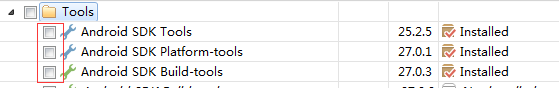 Tools
Android SDK Tools 25.2.5 Installed
Android SDK Platform-tools 27.0.1 Installed
Android SDK Build-tools 27.0.3 Installed